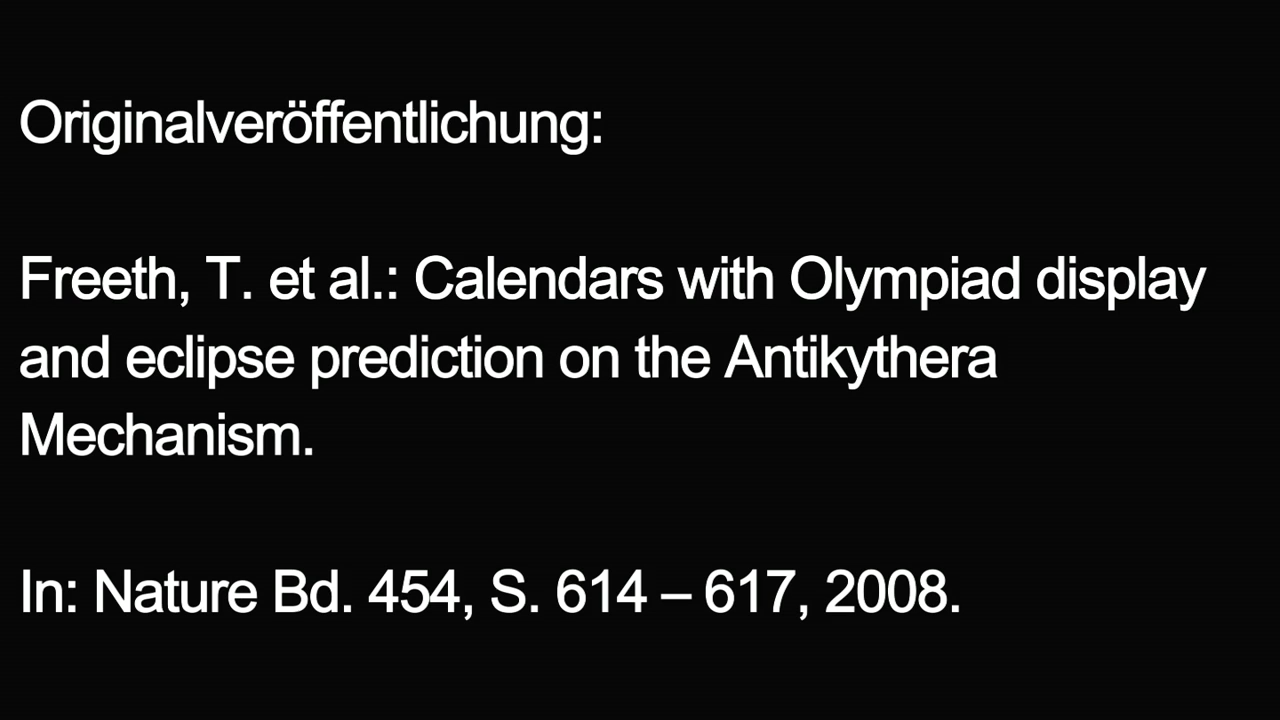 Originalveröffentlichung:
Freeth, T. et al.: Calendars with Olympiad display
and eclipse prediction on the Antikythera
Mechanism.
In: Nature Bd. 454, S. 614 – 617, 2008.